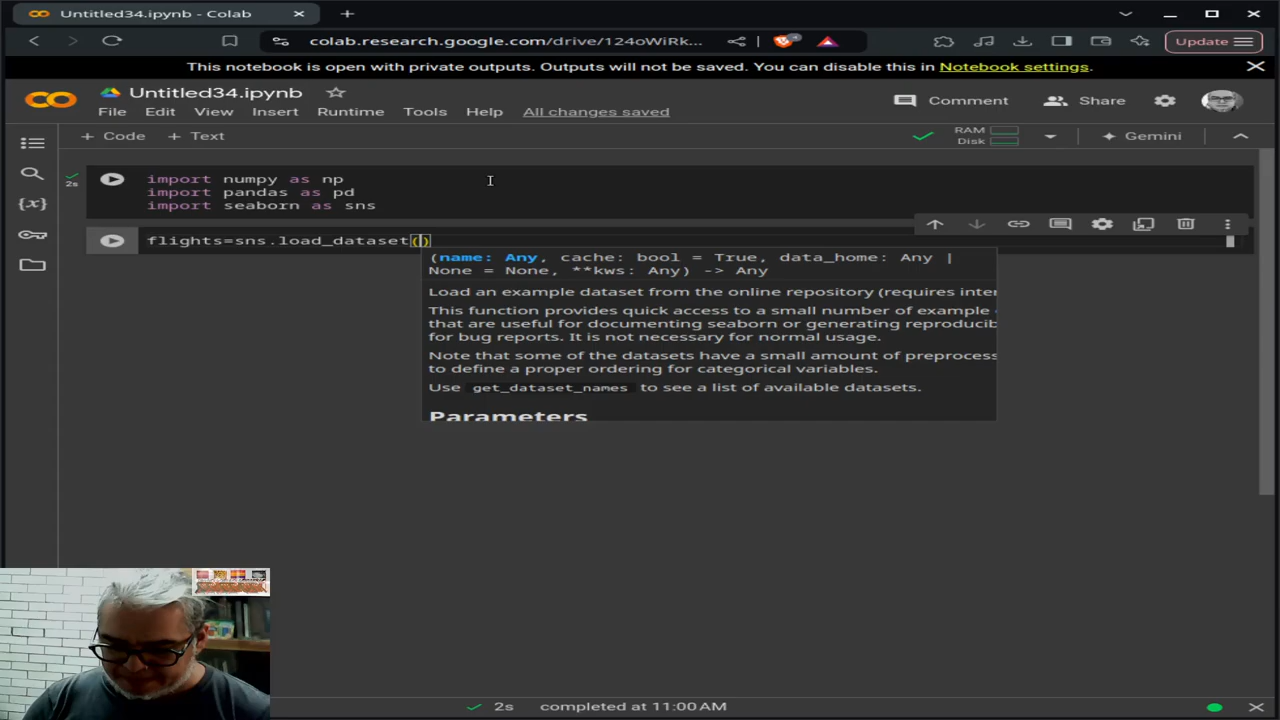 Untitled34.ipynb - Colab
colab.research.google.com/drive/124oWiRk...
Update
This notebook is open with private outputs. Outputs will not be saved. You can disable this in Notebook settings.
Untitled34.ipynb
File Edit View Insert Runtime Tools Help All changes saved
Comment
Share
+ Code + Text
RAM
Disk
Gemini
2s
import numpy as np
import pandas as pd
import seaborn as sns
{x}
flights=sns.load_dataset()
(name: Any, cache: bool = True, data_home: Any |
None = None, **kws: Any) -> Any
Load an example dataset from the online repository (requires inter
This function provides quick access to a small number of example
that are useful for documenting seaborn or generating reproducib
for bug reports. It is not necessary for normal usage.
Note that some of the datasets have a small amount of preprocess
to define a proper ordering for categorical variables.
Use get_dataset_names to see a list of available datasets.
Parameters
2s completed at 11:00 AM